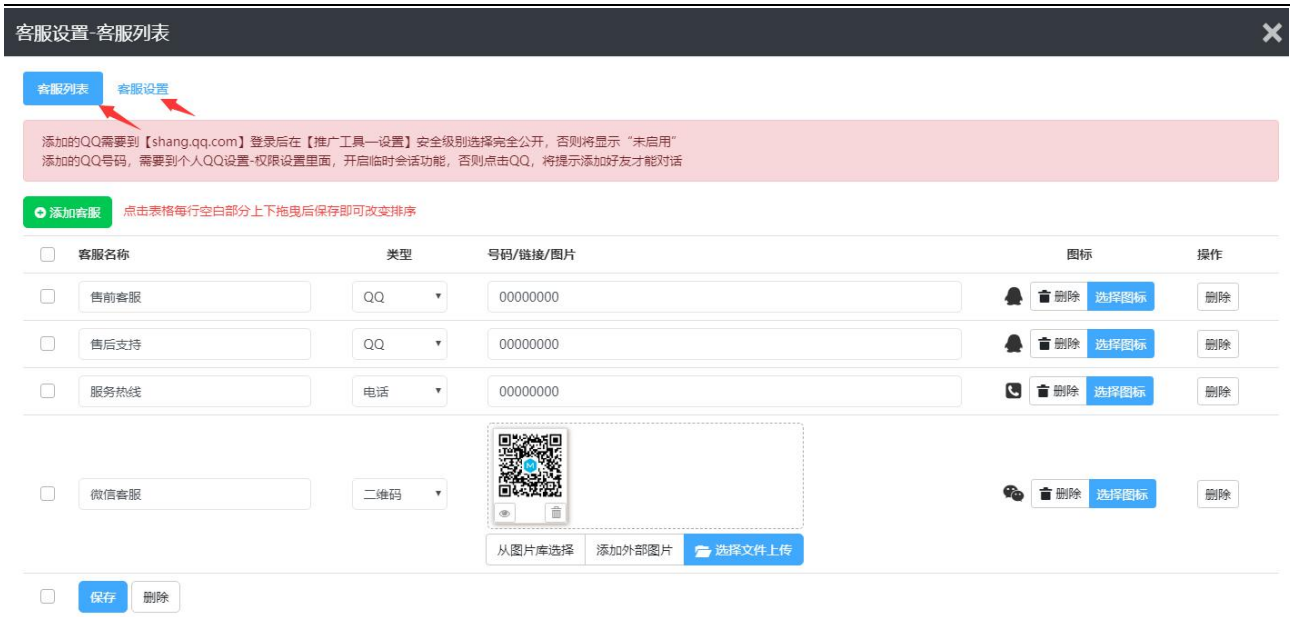 客服设置-客服列表
客服列表 客服设置
添加的QQ需要到【shang.qq.com】登录后在【推广工具—设置】安全级别选择完全公开，否则将显示“未启用”
添加的QQ号码，需要到个人QQ设置-权限设置里面，开启临时会话功能，否则点击QQ，将提示添加好友才能对话
添加客服 点击表格每行空白部分上下拖曳后保存即可改变排序
客服名称 类型 号码/链接/图片 图标 操作
售前客服 QQ 00000000 删除 选择图标 删除
售后支持 QQ 00000000 删除 选择图标 删除
服务热线 电话 00000000 删除 选择图标 删除
微信客服 二维码 M 删除 选择图标 删除
从图片库选择 添加外部图片 选择文件上传
保存 删除